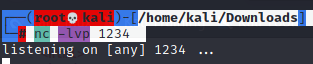 (root💀kali)-[/home/kali/Downloads]
# nc -lvp 1234
listening on [any] 1234 ...